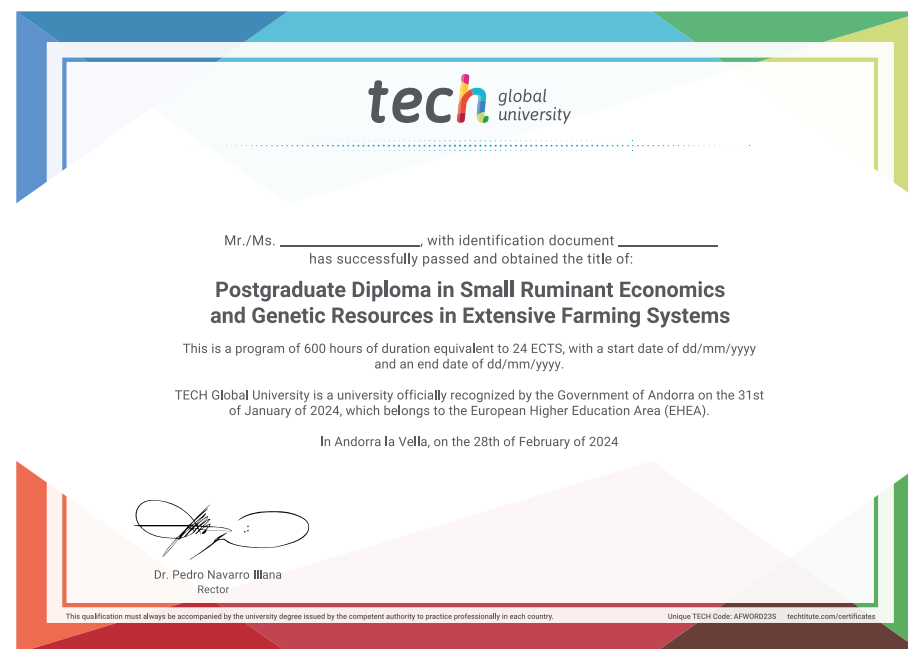 tech global university
Mr./Ms. ____________, with identification document ____________
has successfully passed and obtained the title of:
Postgraduate Diploma in Small Ruminant Economics
and Genetic Resources in Extensive Farming Systems
This is a program of 600 hours of duration equivalent to 24 ECTS, with a start date of dd/mm/yyyy
and an end date of dd/mm/yyyy.
TECH Global University is a university officially recognized by the Government of Andorra on the 31st
of January of 2024, which belongs to the European Higher Education Area (EHEA).
In Andorra la Vella, on the 28th of February of 2024
Dr. Pedro Navarro Illana
Rector
This qualification must always be accompanied by the university degree issued by the competent authority to practice professionally in each country.
Unique TECH Code: AFWORD23S techtitute.com/certificates